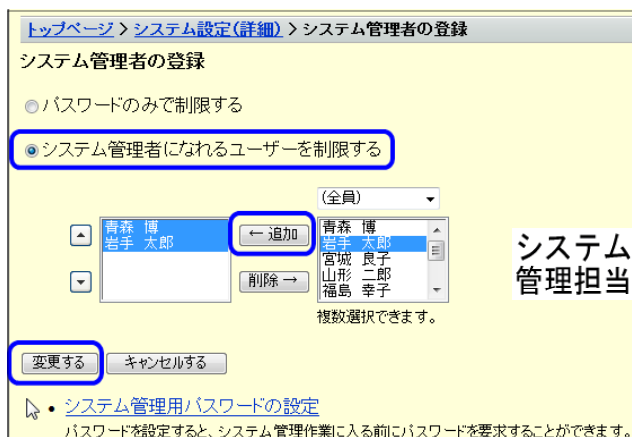 トップページ > システム設定(詳細) > システム管理者の登録
システム管理者の登録
パスワードのみで制限する
システム管理者になれるユーザーを制限する
(全員)
青森 博
岩手 太郎
← 追加
削除 →
青森 博
岩手 太郎
宮城 良子
山形 二郎
福島 幸子
複数選択できます。
システム
管理担当
変更する キャンセルする
• システム管理用パスワードの設定
パスワードを設定すると、システム管理作業に入る前にパスワードを要求することができます。